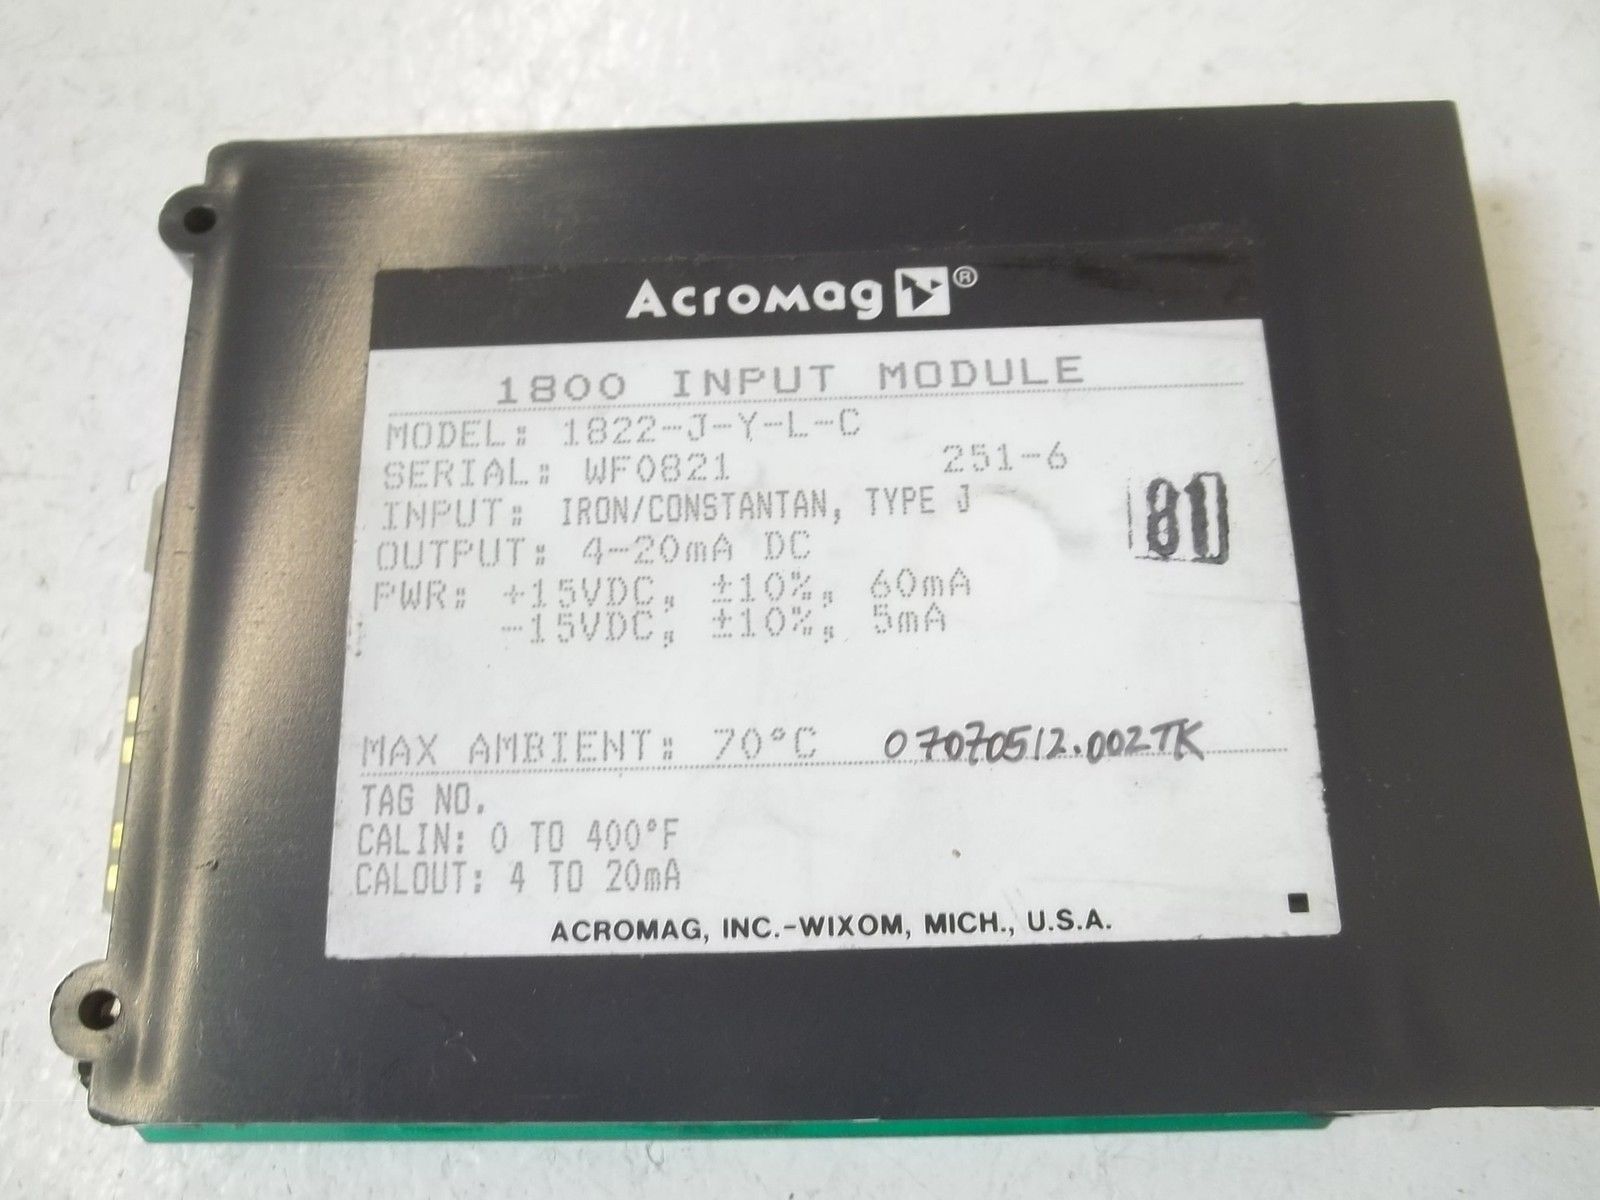 Acromag ®
1800 INPUT MODULE
MODEL: 1822-J-Y-L-C
SERIAL: WF0821 251-6
INPUT: IRON/CONSTANTAN, TYPE J
81
OUTPUT: 4-20mA DC
PWR: +15VDC, ±10%, 60mA
-15VDC, ±10%, 5mA
MAX AMBIENT: 70°C 07070512.002TK
TAG NO.
CALIN: 0 TO 400°F
CALOUT: 4 TO 20mA
ACROMAG, INC.-WIXOM, MICH., U.S.A.